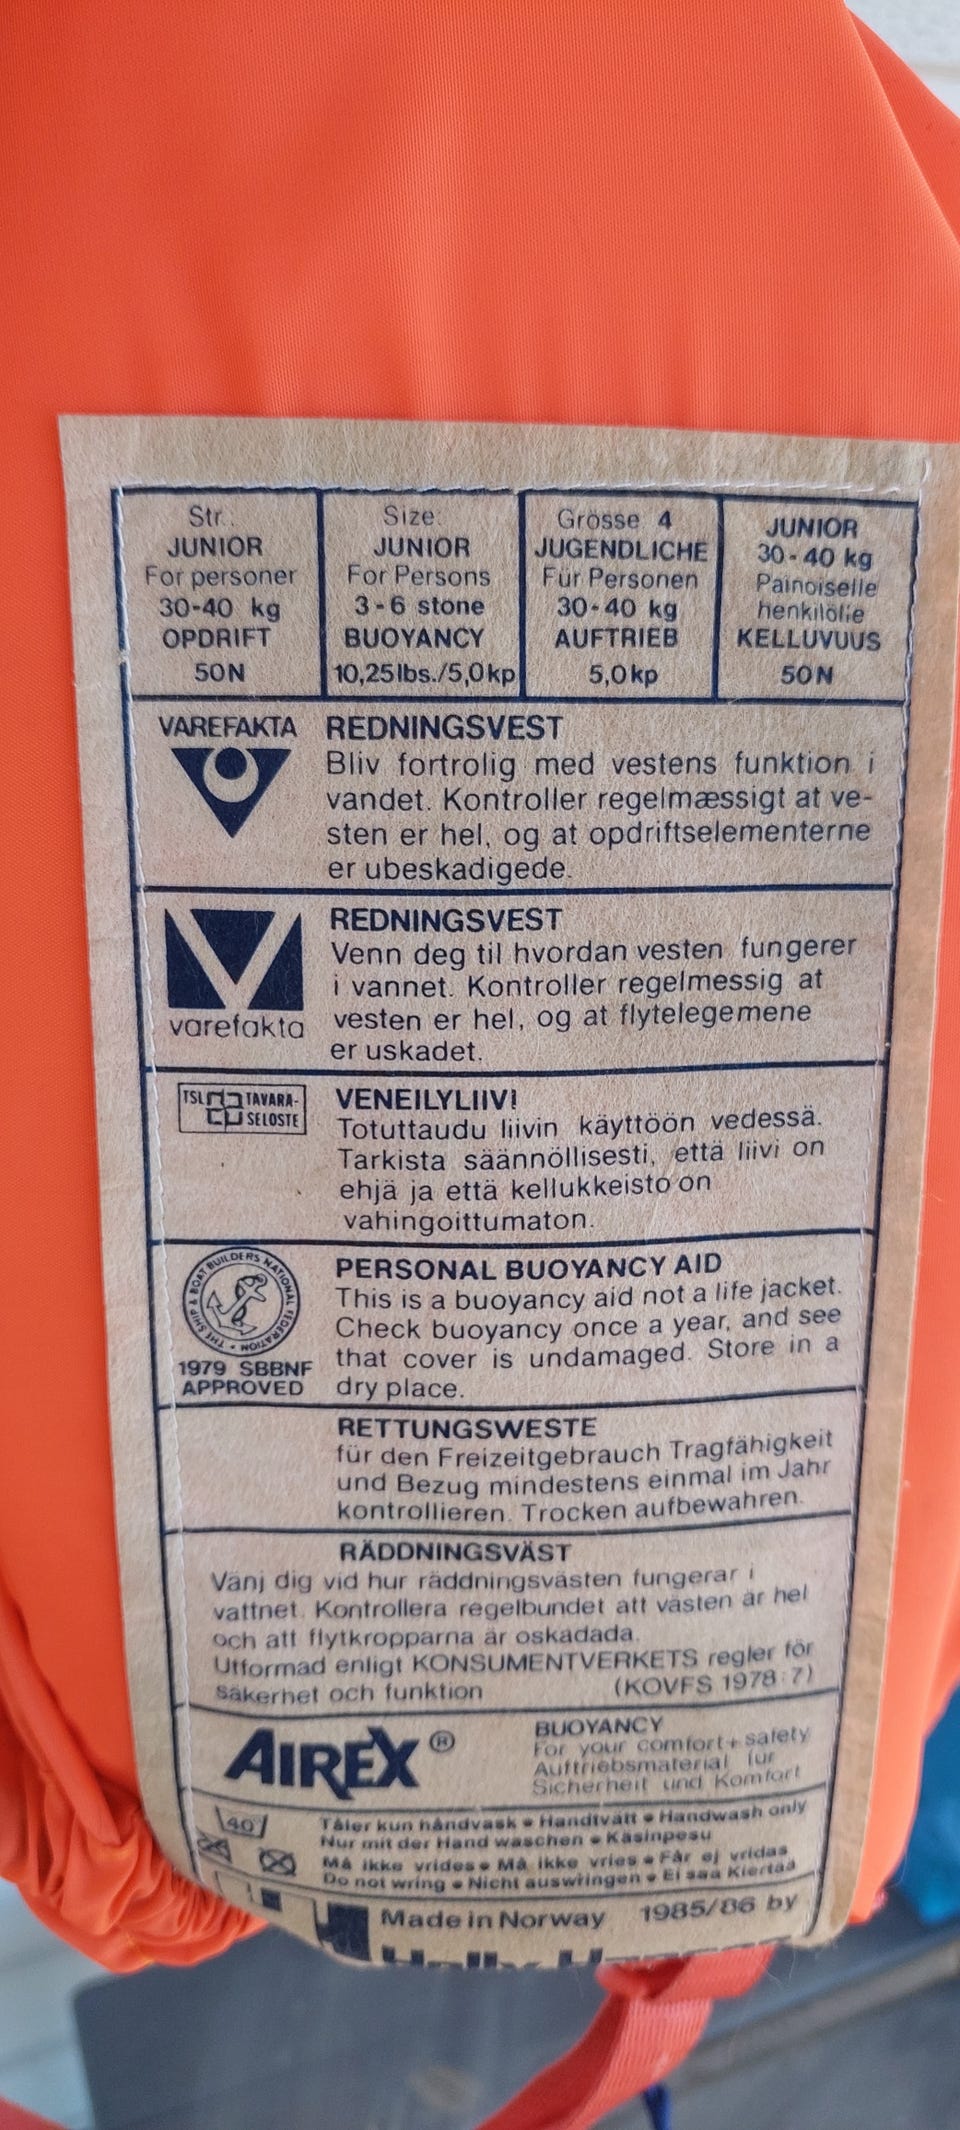 Str.:
JUNIOR
For personer
30-40 kg
OPDRIFT
50N
Size:
JUNIOR
For Persons
3-6 stone
BUOYANCY
10,25lbs./5,0kp
Grösse 4
JUGENDLICHE
Für Personen
30-40 kg
AUFTRIEB
5,0kp
JUNIOR
30-40 kg
Painoiselle
henkilölle
KELLUVUUS
50N
VAREFAKTA
REDNINGSVEST
Bliv fortrolig med vestens funktion i
vandet. Kontroller regelmæssigt at ve-
sten er hel, og at opdriftselementerne
er ubeskadigede.
varefakta
REDNINGSVEST
Venn deg til hvordan vesten fungerer
i vannet. Kontroller regelmessig at
vesten er hel, og at flytelegemene
er uskadet.
TSL TAVARA-
SELOSTE
VENEILYLIIVI
Totuttaudu liivin käyttöön vedessä.
Tarkista säännöllisesti, että liivi on
ehjä ja että kellukkeisto on
vahingoittumaton.
THE SHIP & BOAT BUILDERS NATIONAL FEDERATION
1979 SBBNF
APPROVED
PERSONAL BUOYANCY AID
This is a buoyancy aid not a life jacket.
Check buoyancy once a year, and see
that cover is undamaged. Store in a
dry place.
RETTUNGSWESTE
für den Freizeitgebrauch Tragfähigkeit
und Bezug mindestens einmal im Jahr
kontrollieren. Trocken aufbewahren.
RÄDDNINGSVÄST
Vänj dig vid hur räddningsvästen fungerar i
vattnet. Kontrollera regelbundet att västen är hel
och att flytkropparna är oskadada.
Utformad enligt KONSUMENTVERKETS regler för
säkerhet och funktion (KOVFS 1978:7)
AIREX®
BUOYANCY
For your comfort + safety
Auftriebsmaterial für
Sicherheit und Komfort
40°
Tåler kun håndvask • Handtvätt • Handwash only
Nur mit der Hand waschen • Käsinpesu
Må ikke vrides • Må ikke vries • Får ej vridas
Do not wring • Nicht auswringen • Ei saa Kiertää
Made in Norway 1985/86 by